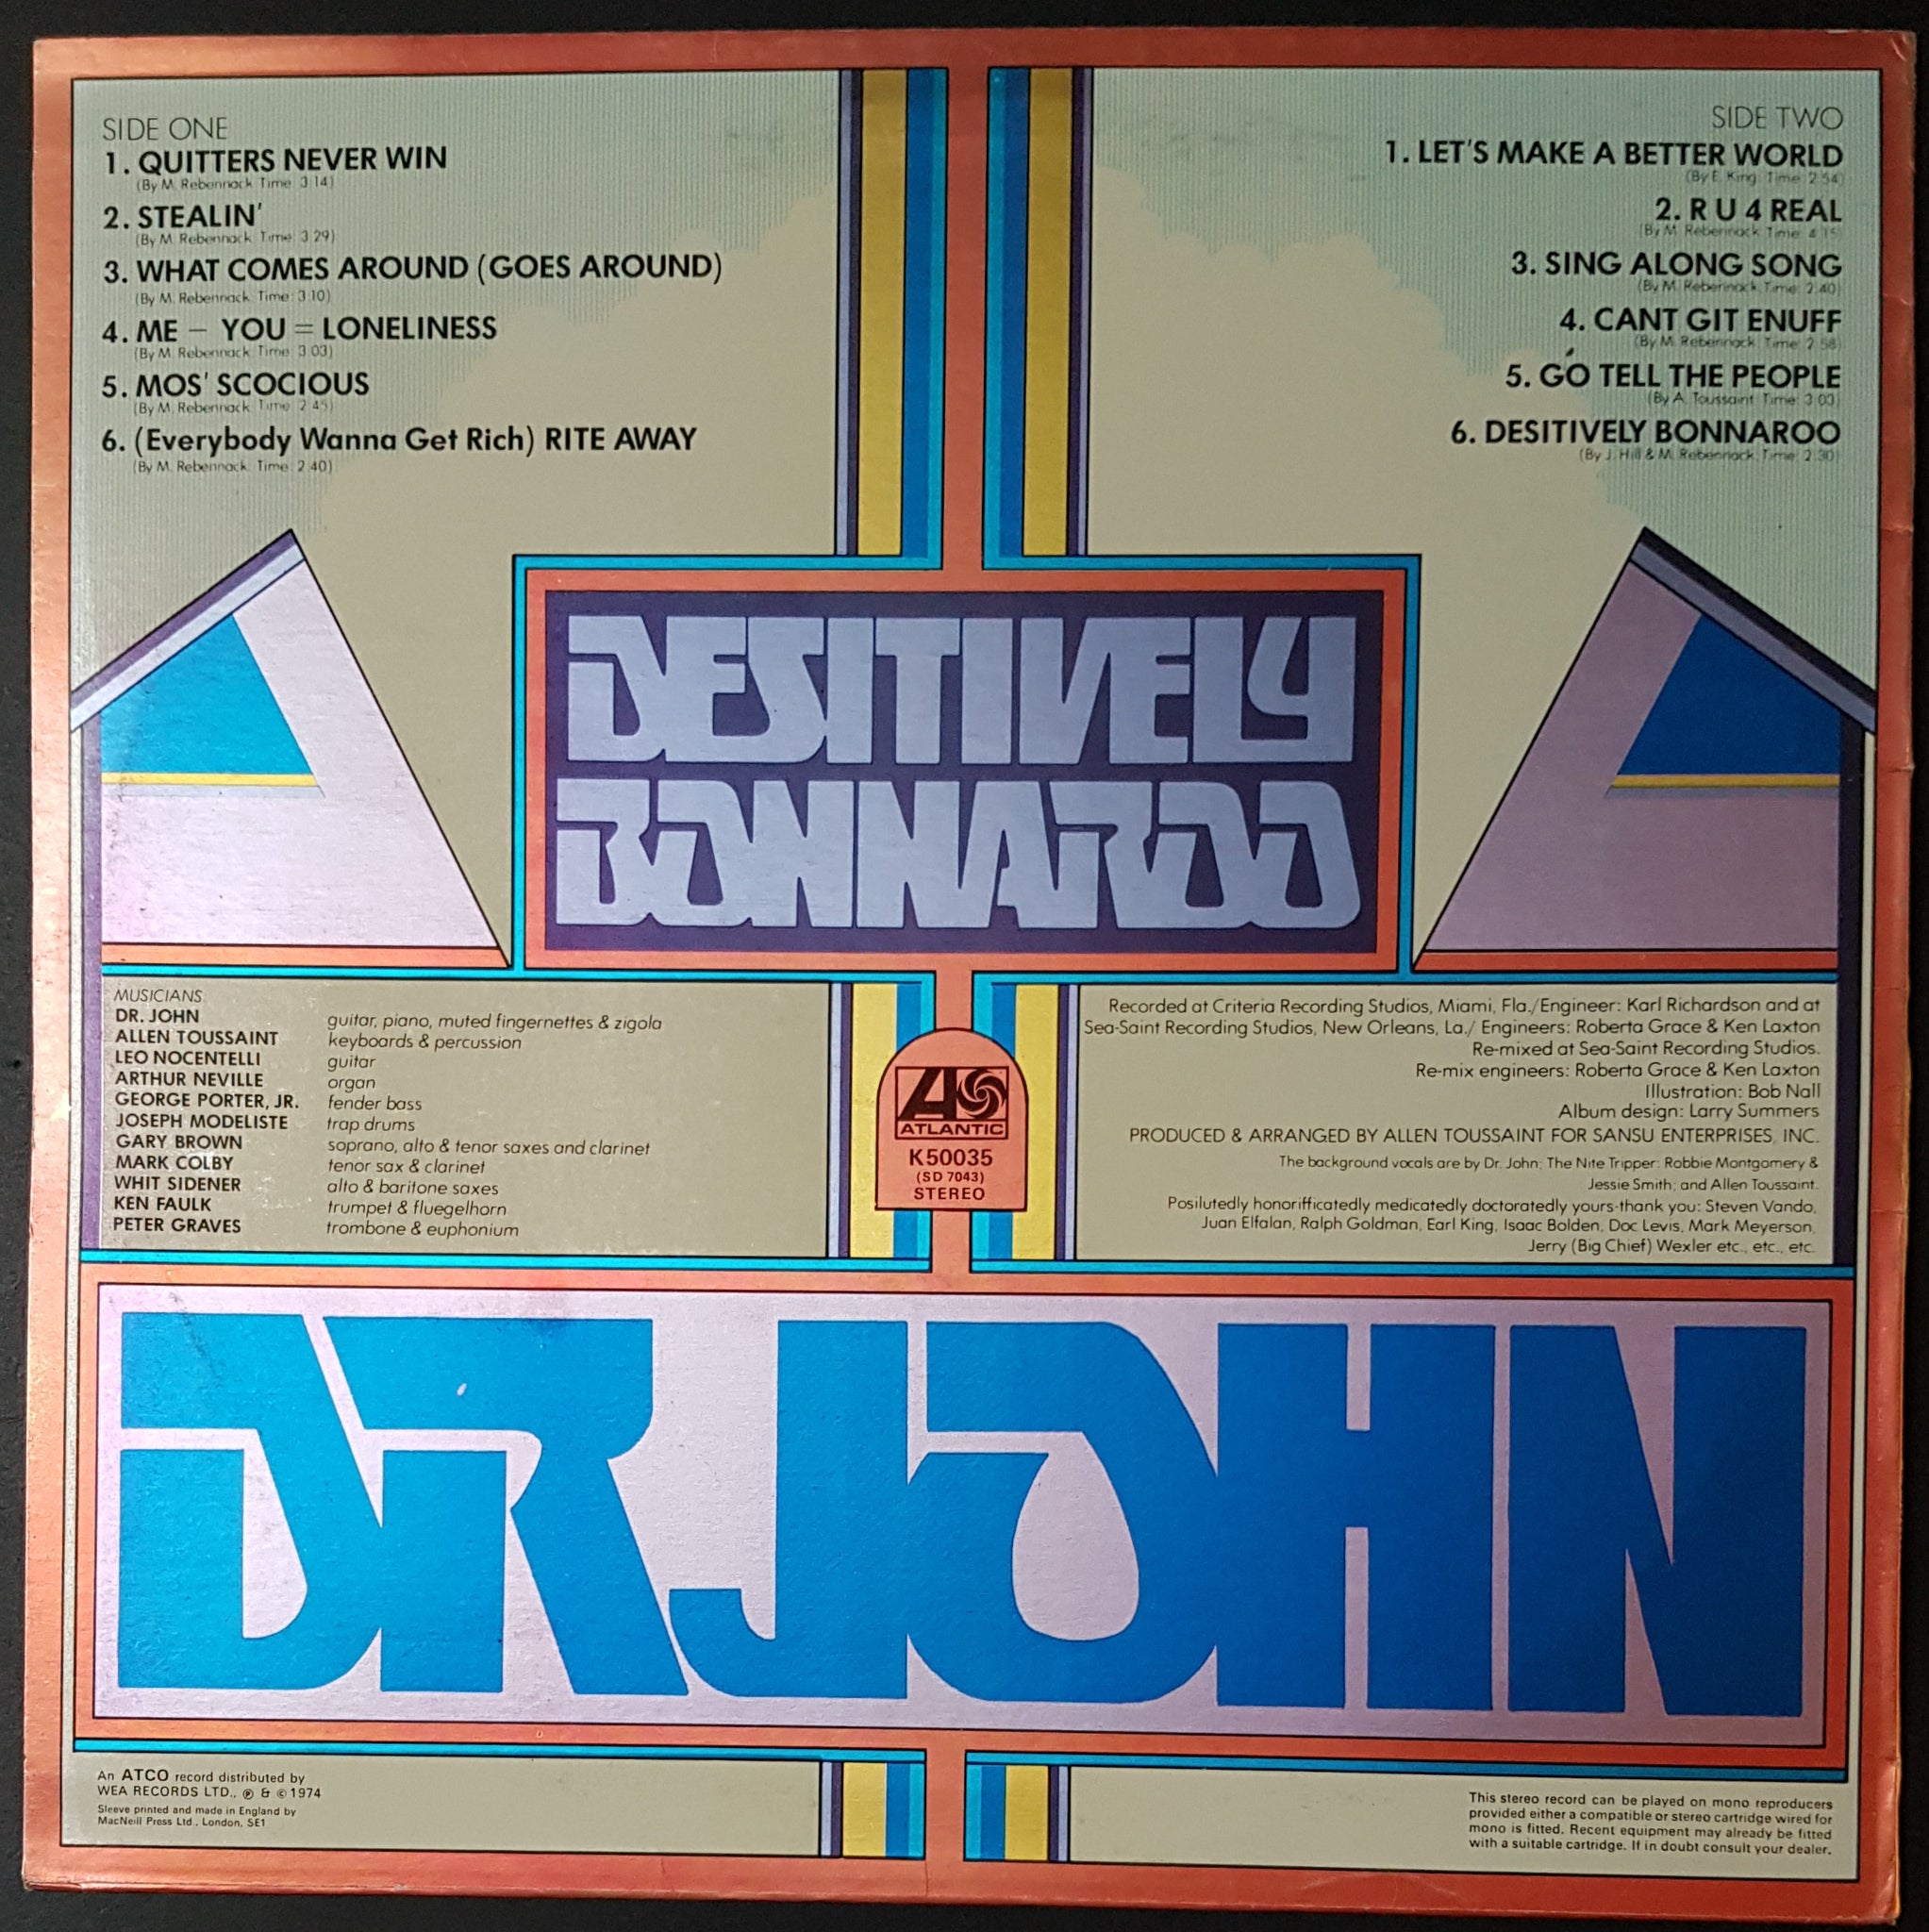 SIDE ONE
1. QUITTERS NEVER WIN
(By M. Rebennack. Time: 3:14)
2. STEALIN'
(By M. Rebennack. Time: 3:29)
3. WHAT COMES AROUND (GOES AROUND)
(By M. Rebennack. Time: 3:10)
4. ME – YOU = LONELINESS
(By M. Rebennack. Time: 3:03)
5. MOS' SCOCIOUS
(By M. Rebennack. Time: 2:45)
6. (Everybody Wanna Get Rich) RITE AWAY
(By M. Rebennack. Time: 2:40)
SIDE TWO
1. LET'S MAKE A BETTER WORLD
(By E. King. Time: 2:54)
2. R U 4 REAL
(By M. Rebennack. Time: 4:15)
3. SING ALONG SONG
(By M. Rebennack. Time: 2:40)
4. CANT GIT ENUFF
(By M. Rebennack. Time: 2:58)
5. GO TELL THE PEOPLE
(By A. Toussaint. Time: 3:03)
6. DESITIVELY BONNAROO
(By J. Hill & M. Rebennack. Time: 2:30)
DESITIVELY
BONNAROO
MUSICIANS
DR. JOHN guitar, piano, muted fingernettes & zigola
ALLEN TOUSSAINT keyboards & percussion
LEO NOCENTELLI guitar
ARTHUR NEVILLE organ
GEORGE PORTER, JR. fender bass
JOSEPH MODELISTE trap drums
GARY BROWN soprano, alto & tenor saxes and clarinet
MARK COLBY tenor sax & clarinet
WHIT SIDENER alto & baritone saxes
KEN FAULK trumpet & fluegelhorn
PETER GRAVES trombone & euphonium
ATLANTIC
K50035
(SD 7043)
STEREO
Recorded at Criteria Recording Studios, Miami, Fla./Engineer: Karl Richardson and at
Sea-Saint Recording Studios, New Orleans, La./ Engineers: Roberta Grace & Ken Laxton
Re-mixed at Sea-Saint Recording Studios.
Re-mix engineers: Roberta Grace & Ken Laxton
Illustration: Bob Nall
Album design: Larry Summers
PRODUCED & ARRANGED BY ALLEN TOUSSAINT FOR SANSU ENTERPRISES, INC.
The background vocals are by Dr. John; The Nite Tripper: Robbie Montgomery &
Jessie Smith; and Allen Toussaint.
Posilutedly honorifficatedly medicatedly doctoratedly yours-thank you: Steven Vando,
Juan Elfalan, Ralph Goldman, Earl King, Isaac Bolden, Doc Levis, Mark Meyerson,
Jerry (Big Chief) Wexler etc., etc., etc.
DR JOHN
An ATCO record distributed by
WEA RECORDS LTD., ℗ & © 1974
Sleeve printed and made in England by
MacNeill Press Ltd., London, SE1
This stereo record can be played on mono reproducers
provided either a compatible or stereo cartridge wired for
mono is fitted. Recent equipment may already be fitted
with a suitable cartridge. If in doubt consult your dealer.